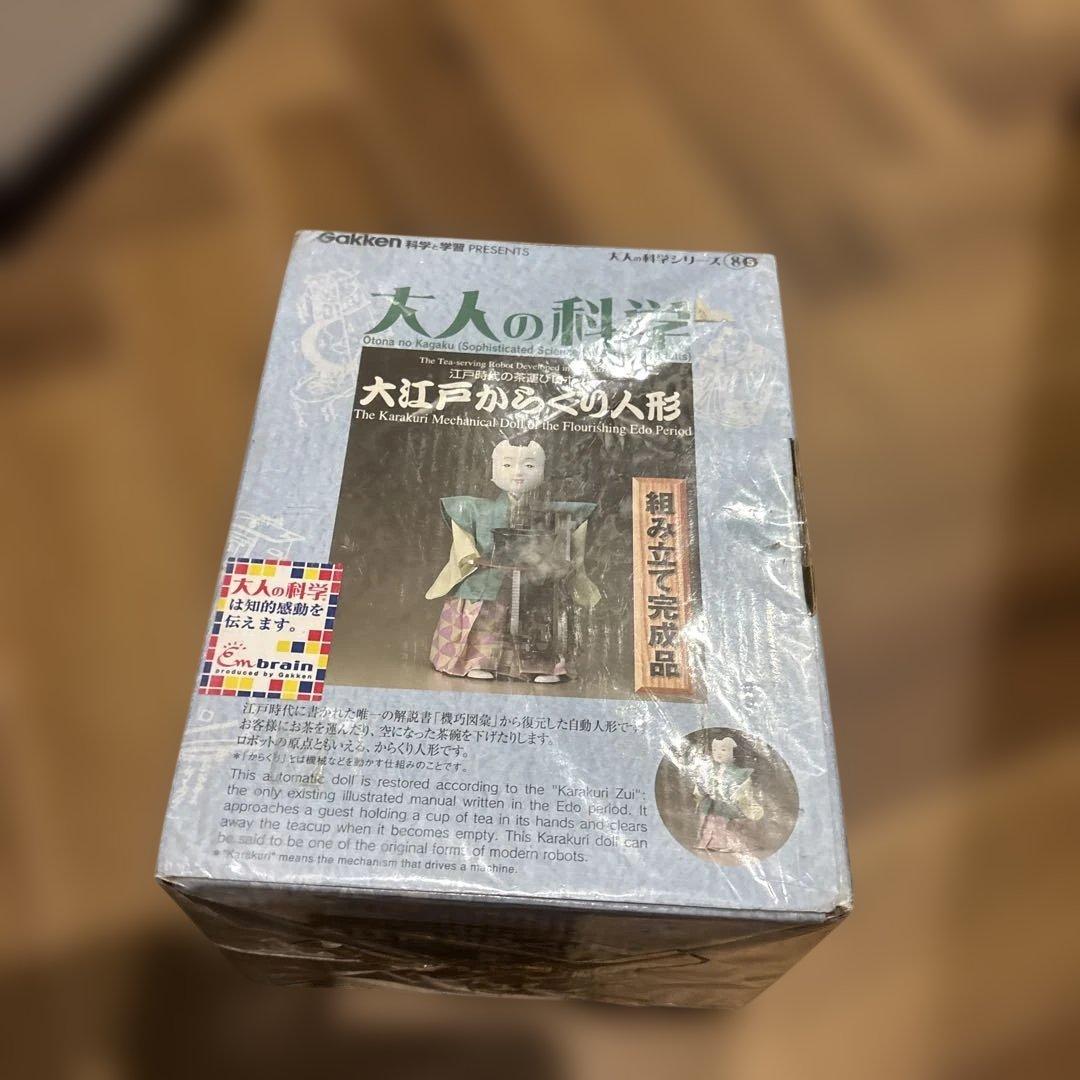 Gakken 科学と学習 PRESENTS
大人の科学シリーズ⑧S
大人の科学
Otona no Kagaku (Sophisticated Science
The Tea-serving Robot Developed in
江戸時代の茶運び
大江戸からくり人形
The Karakuri Mechanical Doll of the Flourishing Edo Period
組み立て完成品
大人の科学
は知的感動を
伝えます。
em brain
produced by Gakken
江戸時代に書かれた唯一の解説書「機巧図彙」から復元した自動人形です。
お客様にお茶を運んだり、空になった茶碗を下げたりします。
ロボットの原点ともいえる、からくり人形です。
*「からくり」とは機械などを動かす仕組みのことです。
This automatic doll is restored according to the "Karakuri Zui":
the only existing illustrated manual written in the Edo period. It
approaches a guest holding a cup of tea in its hands and clears
away the teacup when it becomes empty. This Karakuri doll can
be said to be one of the original forms of modern robots.
*"Karakuri" means the mechanism that drives a machine.